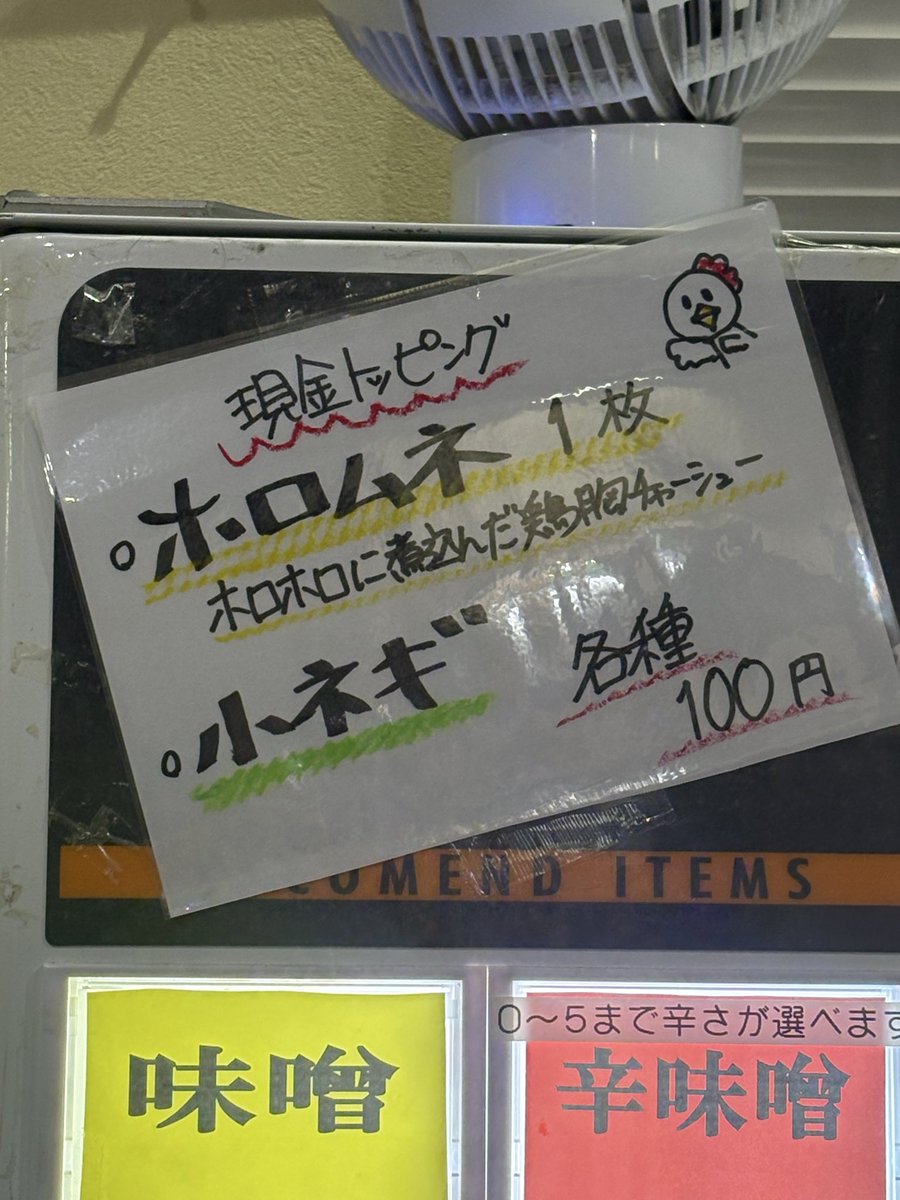 現金トッピング
○ホロムネ 1枚
ホロホロに煮込んだ鶏胸チャーシュー
○小ネギ
各種
100円
COMEND ITEMS
味噌
0〜5まで辛さが選べます
辛味噌